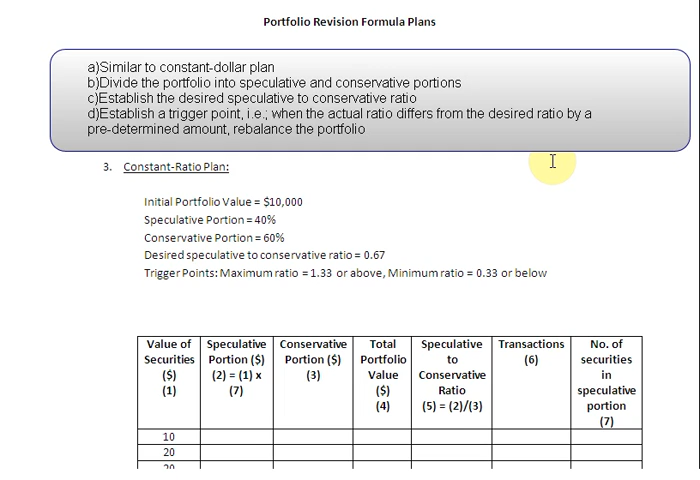 Portfolio Revision Formula Plans
a)Similar to constant-dollar plan
b)Divide the portfolio into speculative and conservative portions
c)Establish the desired speculative to conservative ratio
d)Establish a trigger point, i.e.; when the actual ratio differs from the desired ratio by a
pre-determined amount, rebalance the portfolio
3. Constant-Ratio Plan:
Initial Portfolio Value = $10,000
Speculative Portion = 40%
Conservative Portion = 60%
Desired speculative to conservative ratio = 0.67
Trigger Points: Maximum ratio = 1.33 or above, Minimum ratio = 0.33 or below
Value of Speculative Conservative Total Speculative Transactions No. of
Securities Portion ($) Portion ($) Portfolio to (6) securities
($) (2) = (1) x (3) Value Conservative in
(1) (7) ($) Ratio speculative
(4) (5) = (2)/(3) portion
(7)
10
20